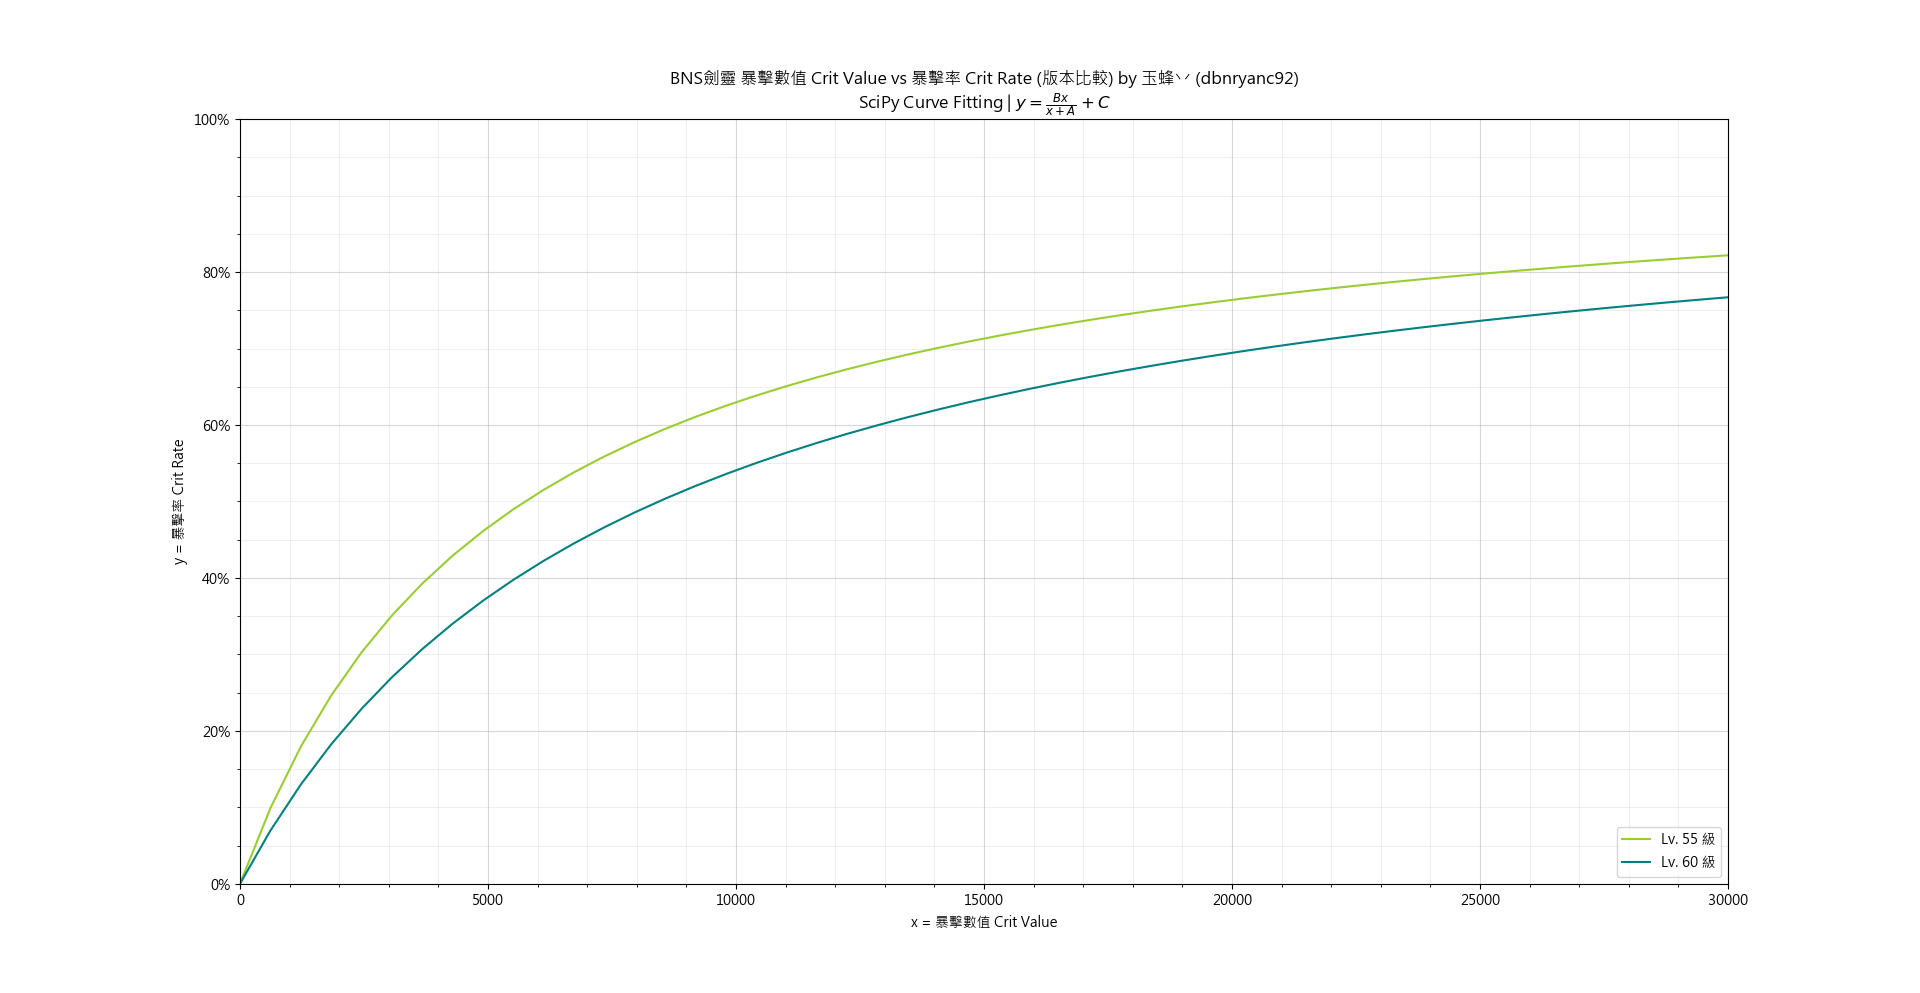 BNS劍靈 暴擊數值 Crit Value vs 暴擊率 Crit Rate (版本比較) by 玉蜂ヾ (dbnryanc92)
SciPy Curve Fitting | y = Bx/(x+A) + C
100%
80%
60%
40%
20%
0%
y = 暴擊率 Crit Rate
Lv. 55 級
Lv. 60 級
0 5000 10000 15000 20000 25000 30000
x = 暴擊數值 Crit Value